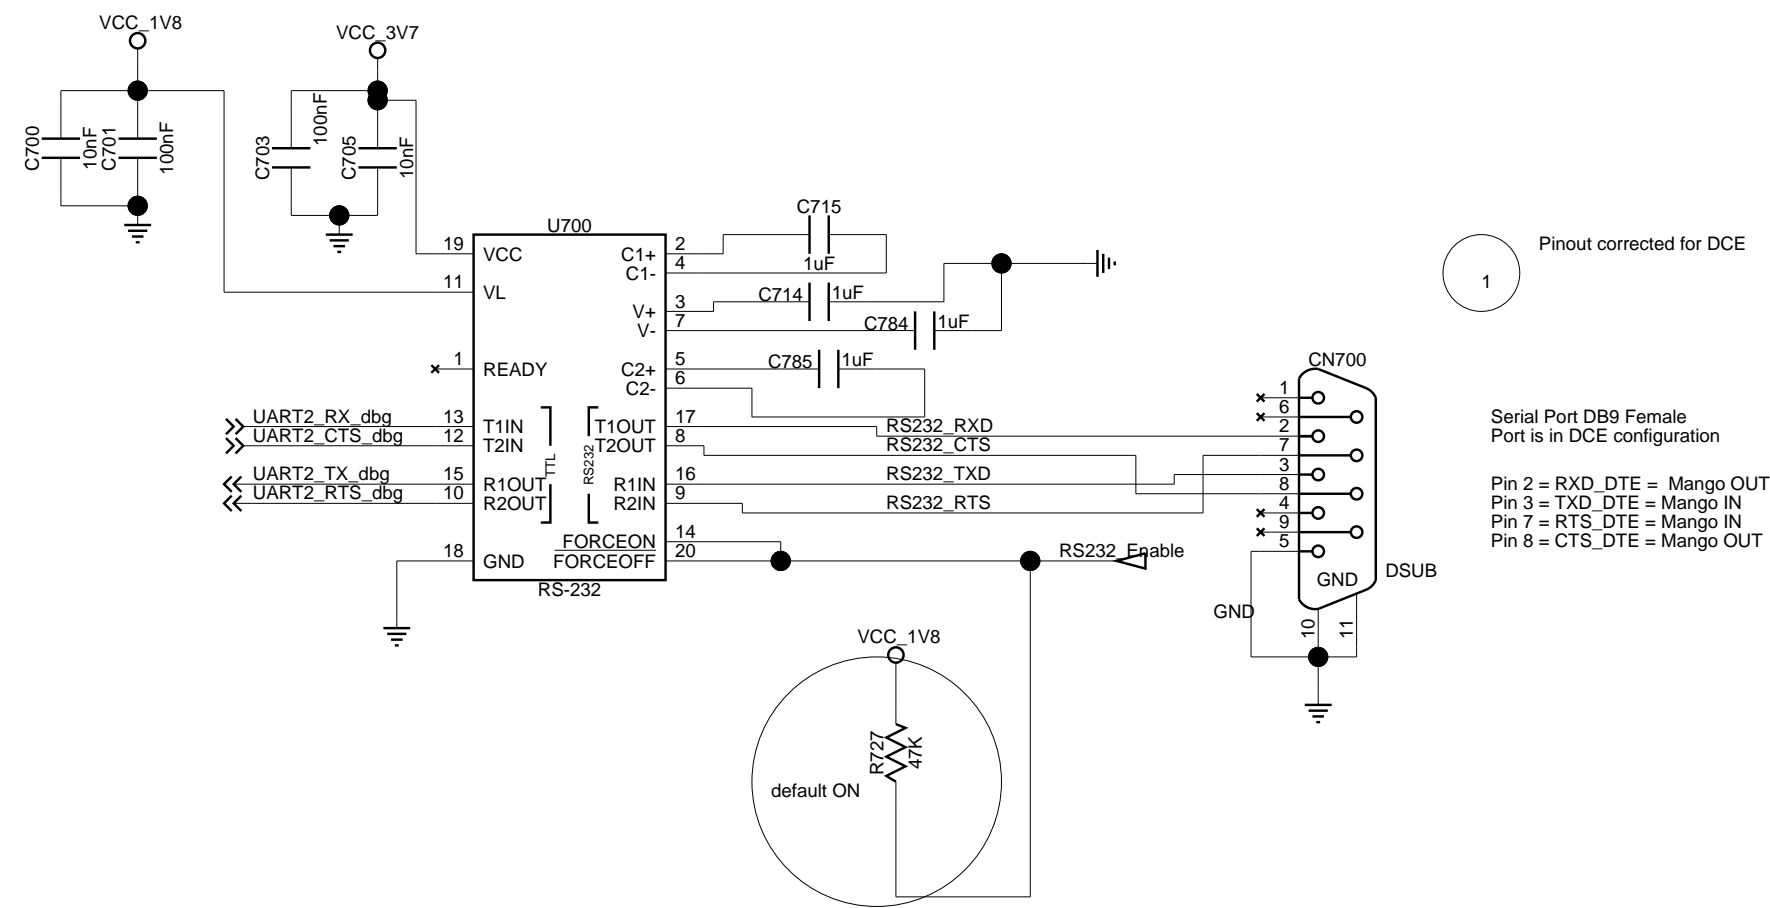 VCC_1V8
VCC_3V7
C700
10nF
C701
100nF
C703
100nF
C705
10nF
U700
19 VCC
11 VL
1 READY
UART2_RX_dbg 13 T1IN
UART2_CTS_dbg 12 T2IN
UART2_TX_dbg 15 R1OUT
UART2_RTS_dbg 10 R2OUT
18 GND
TTL
RS232
C1+ 2
C1- 4
V+ 3
V- 7
C2+ 5
C2- 6
T1OUT 17 RS232_RXD
T2OUT 8 RS232_CTS
R1IN 16 RS232_TXD
R2IN 9 RS232_RTS
FORCEON 14
FORCEOFF 20
RS-232
C715
1uF
C714 1uF
C784 1uF
C785 1uF
RS232_Enable
VCC_1V8
R727
47K
default ON
CN700
1
6
2
7
3
8
4
9
5
GND
DSUB
GND
10
11
Pinout corrected for DCE
1
Serial Port DB9 Female
Port is in DCE configuration
Pin 2 = RXD_DTE = Mango OUT
Pin 3 = TXD_DTE = Mango IN
Pin 7 = RTS_DTE = Mango IN
Pin 8 = CTS_DTE = Mango OUT